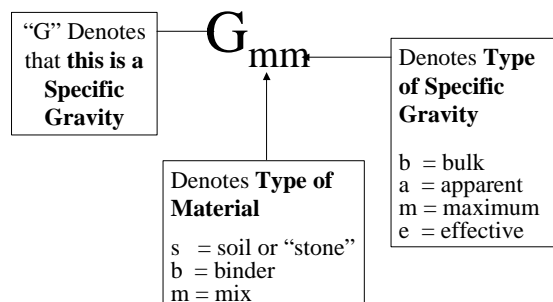 “G” Denotes
that this is a
Specific
Gravity
Gmm
Denotes Type
of Specific
Gravity
b = bulk
a = apparent
m = maximum
e = effective
Denotes Type of
Material
s = soil or “stone”
b = binder
m = mix